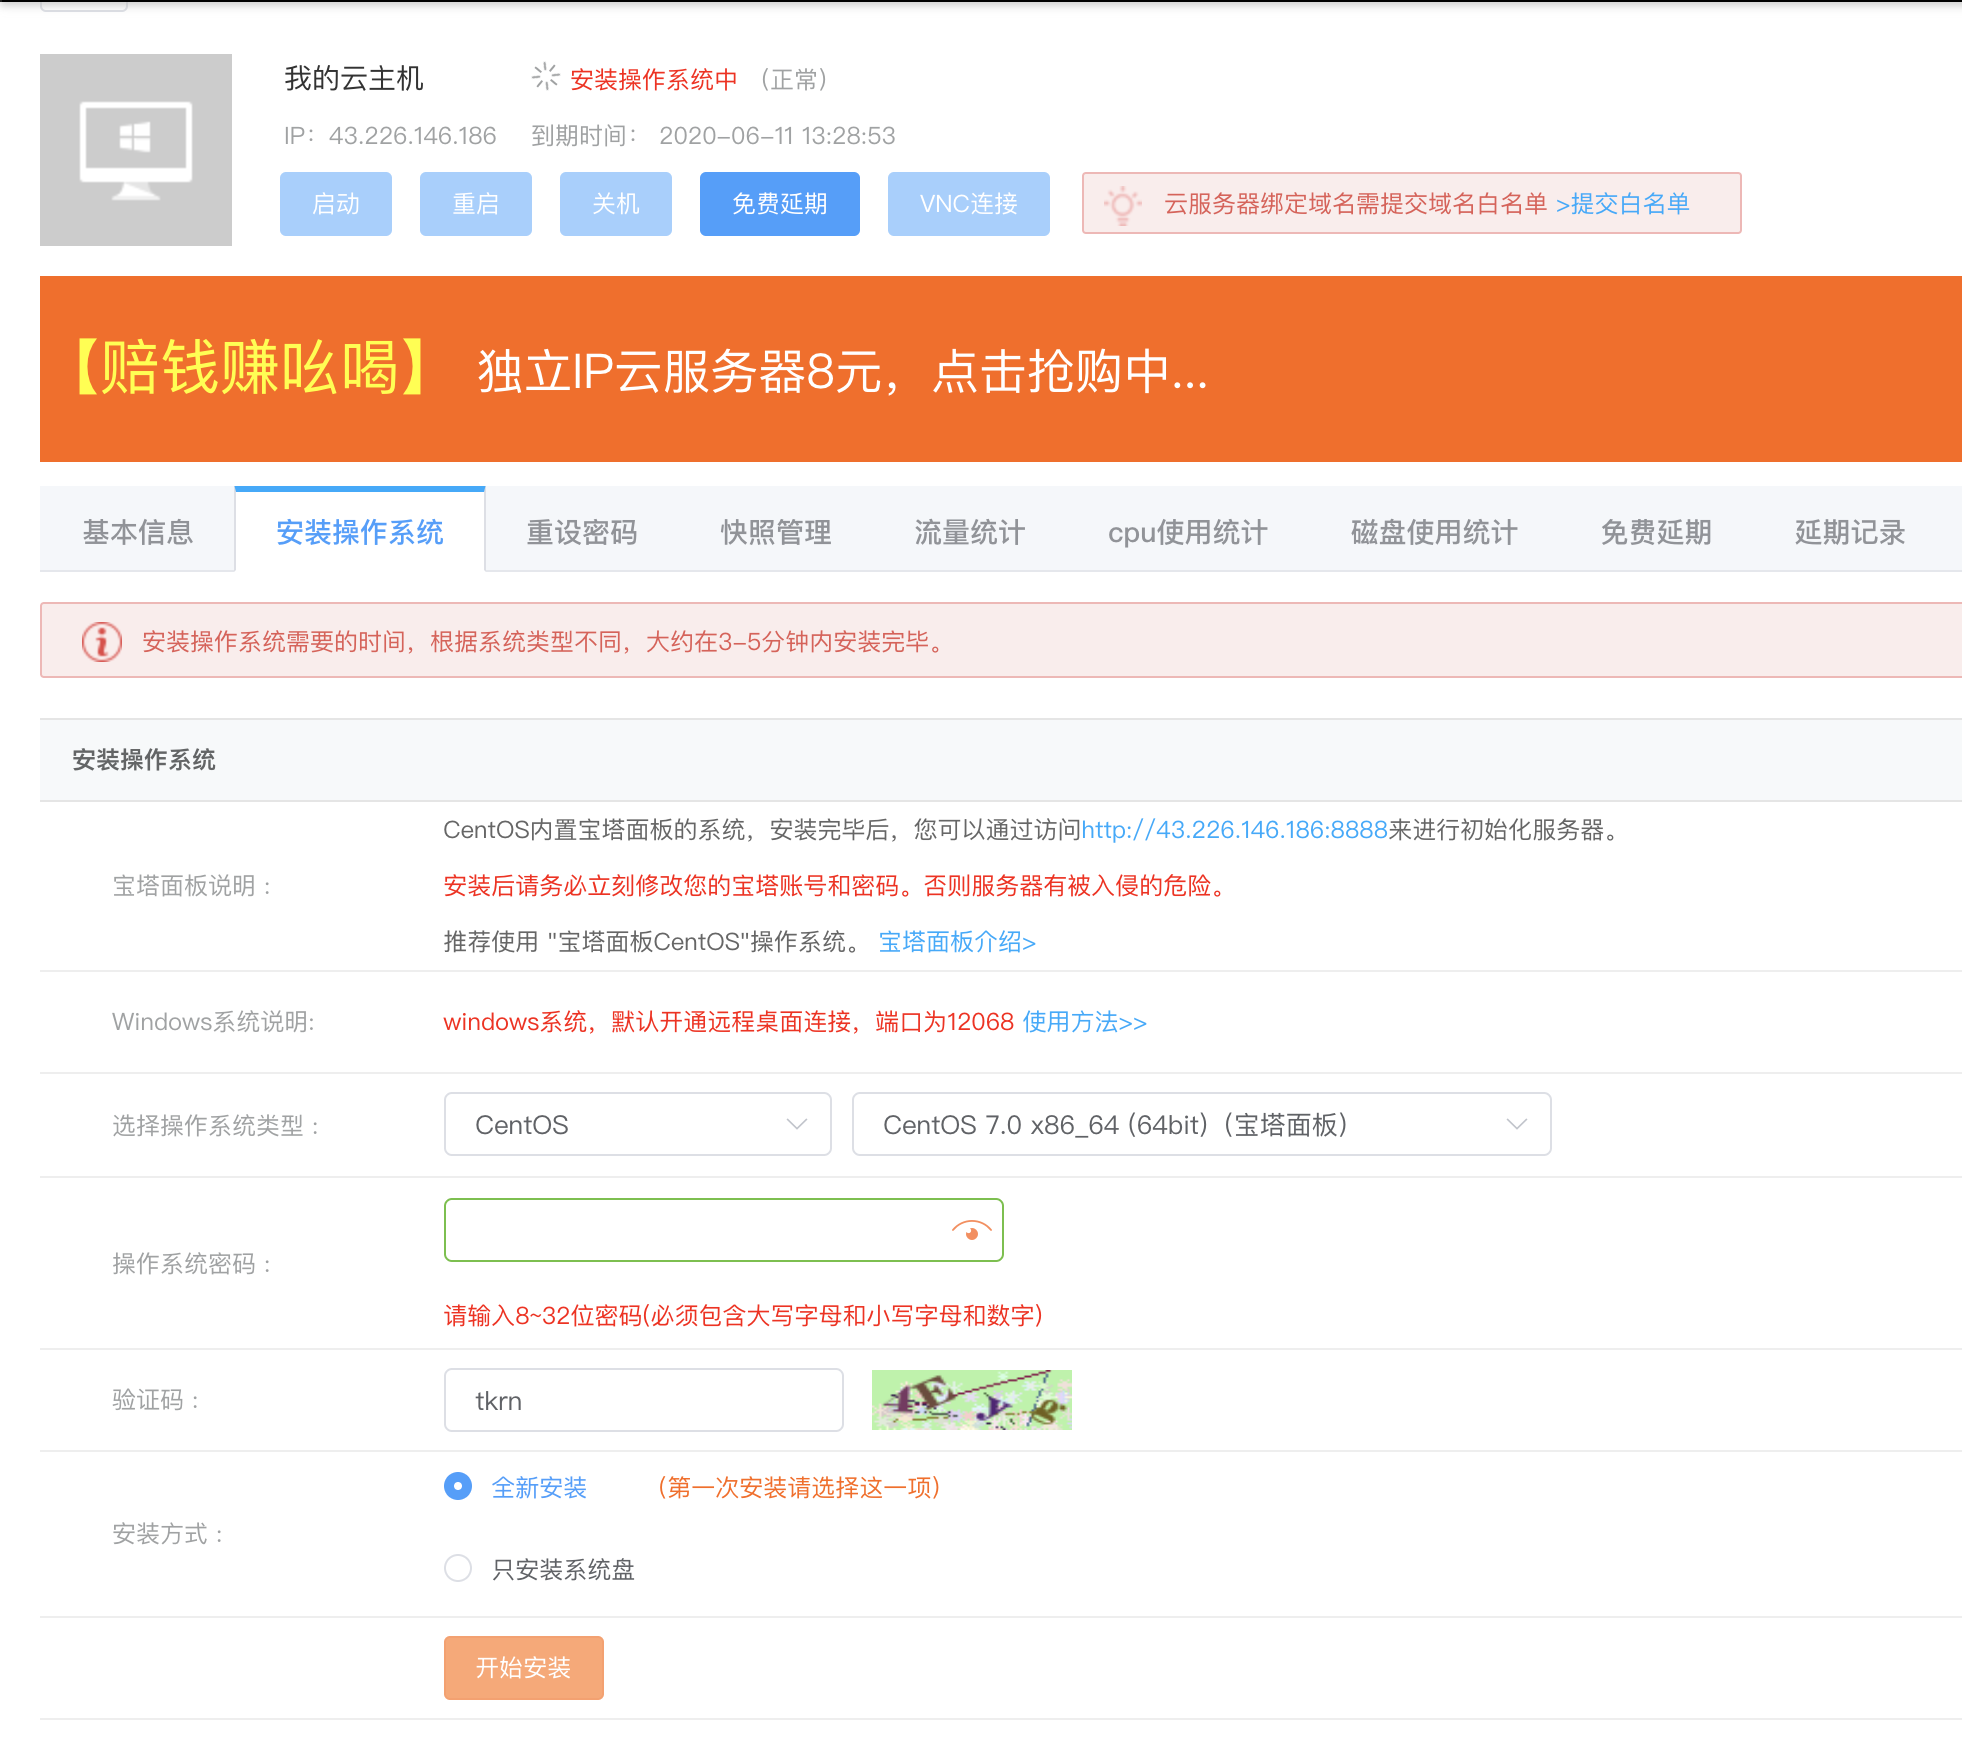 我的云主机 安装操作系统中 （正常）
IP：43.226.146.186 到期时间： 2020-06-11 13:28:53
启动 重启 关机 免费延期 VNC连接 云服务器绑定域名需提交域名白名单 >提交白名单
【赔钱赚吆喝】 独立IP云服务器8元，点击抢购中...
基本信息 安装操作系统 重设密码 快照管理 流量统计 cpu使用统计 磁盘使用统计 免费延期 延期记录
安装操作系统需要的时间，根据系统类型不同，大约在3-5分钟内安装完毕。
安装操作系统
CentOS内置宝塔面板的系统，安装完毕后，您可以通过访问http://43.226.146.186:8888来进行初始化服务器。
宝塔面板说明： 安装后请务必立刻修改您的宝塔账号和密码。否则服务器有被入侵的危险。
推荐使用 "宝塔面板CentOS"操作系统。 宝塔面板介绍>
Windows系统说明: windows系统，默认开通远程桌面连接，端口为12068 使用方法>>
选择操作系统类型： CentOS CentOS 7.0 x86_64 (64bit)（宝塔面板）
操作系统密码：
请输入8~32位密码(必须包含大写字母和小写字母和数字)
验证码： tkrn 4Eyg
全新安装 （第一次安装请选择这一项）
安装方式：
只安装系统盘
开始安装